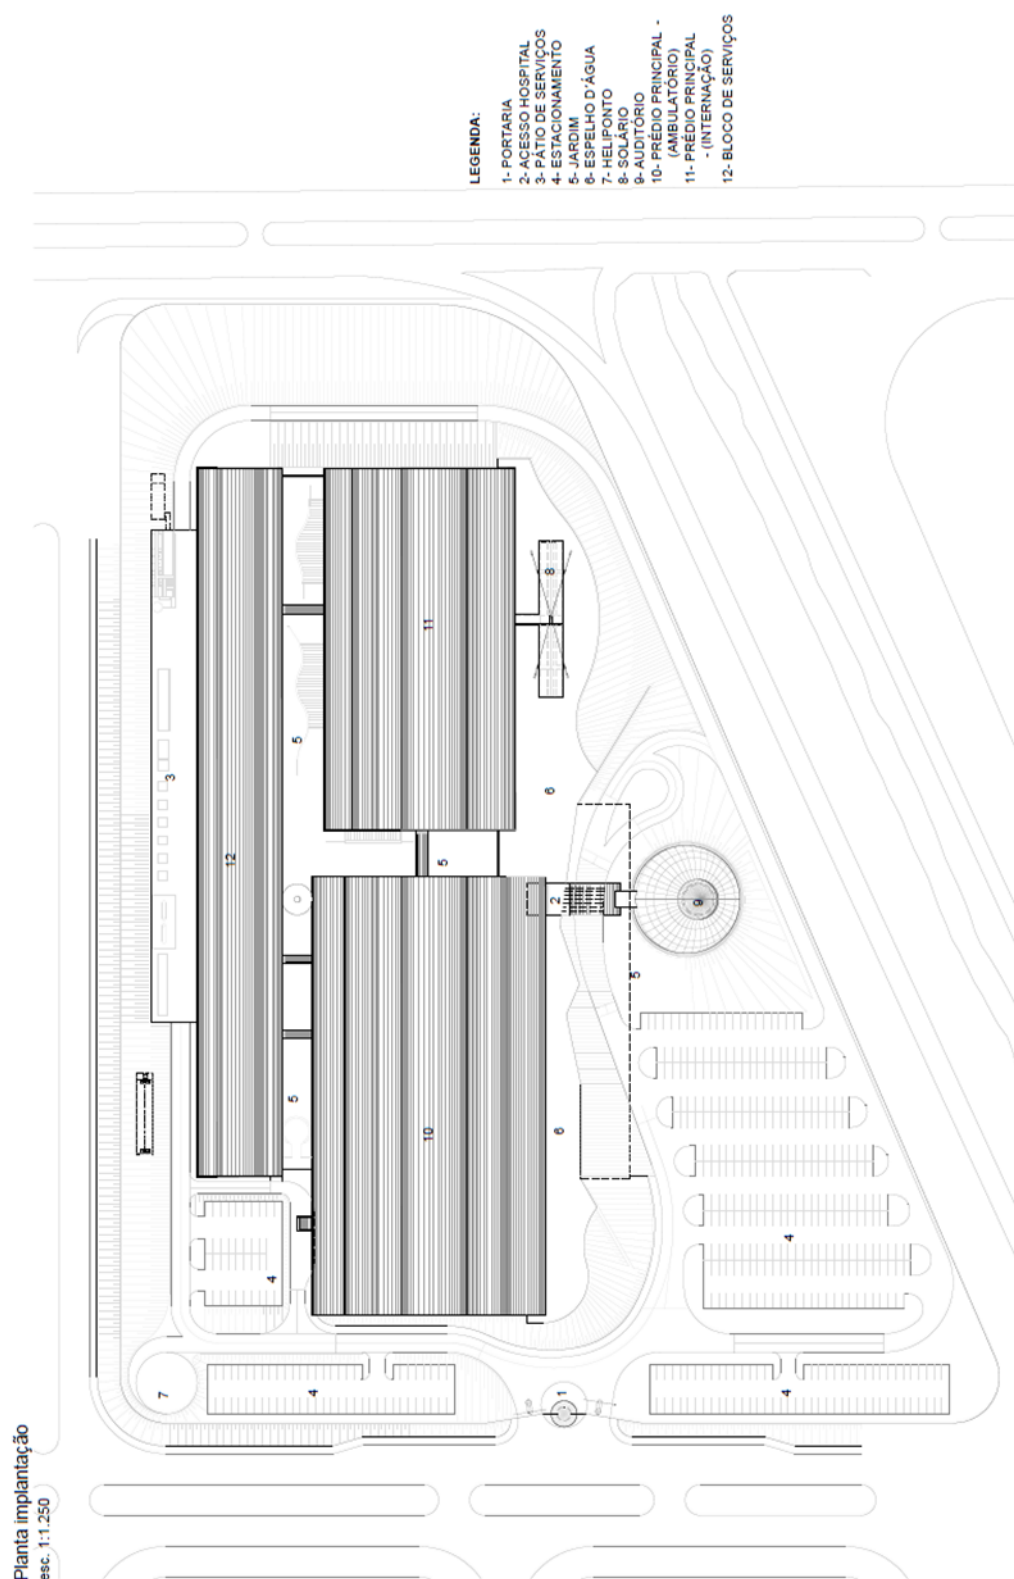 LEGENDA:
1- PORTARIA
2- ACESSO HOSPITAL
3- PÁTIO DE SERVIÇOS
4- ESTACIONAMENTO
5- JARDIM
6- ESPELHO D'ÁGUA
7- HELIPONTO
8- SOLÁRIO
9- AUDITÓRIO
10- PRÉDIO PRINCIPAL -
(AMBULATÓRIO)
11- PRÉDIO PRINCIPAL
- (INTERNAÇÃO)
12- BLOCO DE SERVIÇOS
3
12
5
11
8
5
6
5
2
9
5
5
10
6
4
4
7
4
1
4
Planta implantação
esc. 1:1.250